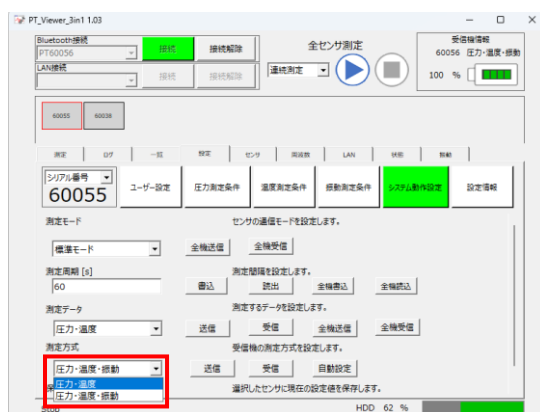 PT_Viewer_3in1 1.03
Bluetooth接続
PT60056
接続
接続解除
LAN接続
接続
接続解除
全センサ測定
連続測定
受信機情報
60056 圧力・温度・振動
100 %
60055
60038
測定
ログ
一覧
設定
センサ
周波数
LAN
状態
振動
シリアル番号
60055
ユーザー設定
圧力測定条件
温度測定条件
振動測定条件
システム動作設定
設定情報
測定モード
センサの通信モードを設定します。
標準モード
全機送信
全機受信
測定周期 [s]
測定間隔を設定します。
60
書込
読出
全機書込
全機読込
測定データ
測定するデータを設定します。
圧力・温度
送信
受信
全機送信
全機受信
測定方式
受信機の測定方式を設定します。
圧力・温度・振動
送信
受信
自動設定
圧力・温度
圧力・温度・振動
選択したセンサに現在の設定値を保存します。
Stop
HDD 62 %